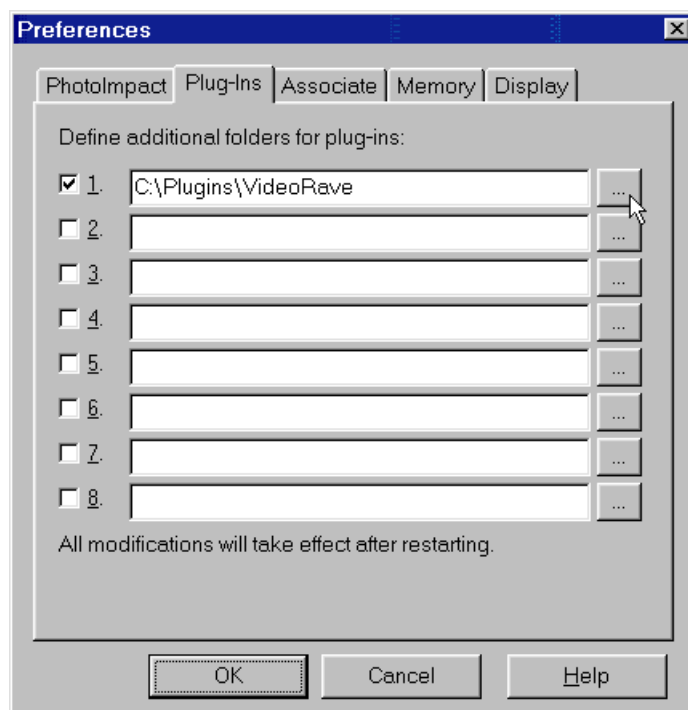 Preferences
PhotoImpact Plug-Ins Associate Memory Display
Define additional folders for plug-ins:
1. C:\Plugins\VideoRave ...
2. ...
3. ...
4. ...
5. ...
6. ...
7. ...
8. ...
All modifications will take effect after restarting.
OK Cancel Help